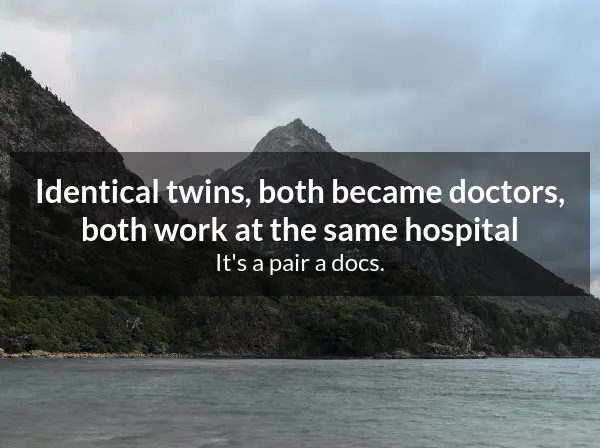 Identical twins, both became doctors,
both work at the same hospital
It's a pair a docs.